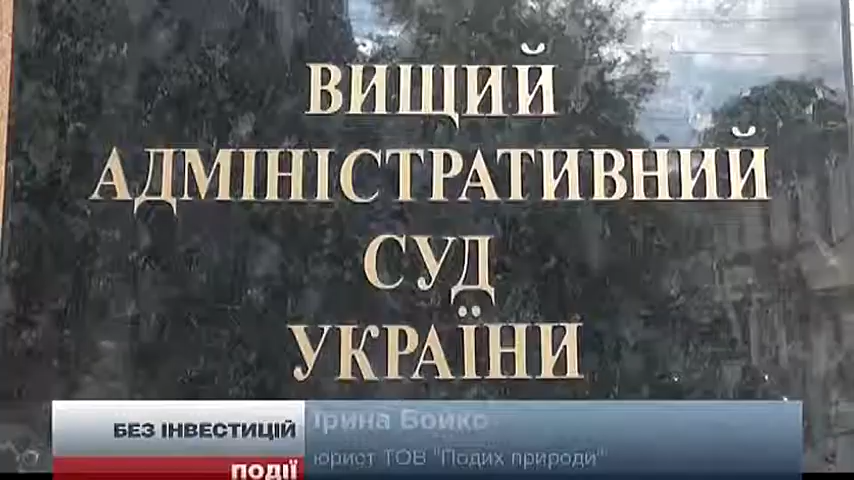 ВИЩИЙ
АДМІНІСТРАТИВНИЙ
СУД
УКРАЇНИ
БЕЗ ІНВЕСТИЦІЙ
Ірина Бойко
юрист ТОВ "Подих природи"
ПОДІЇ